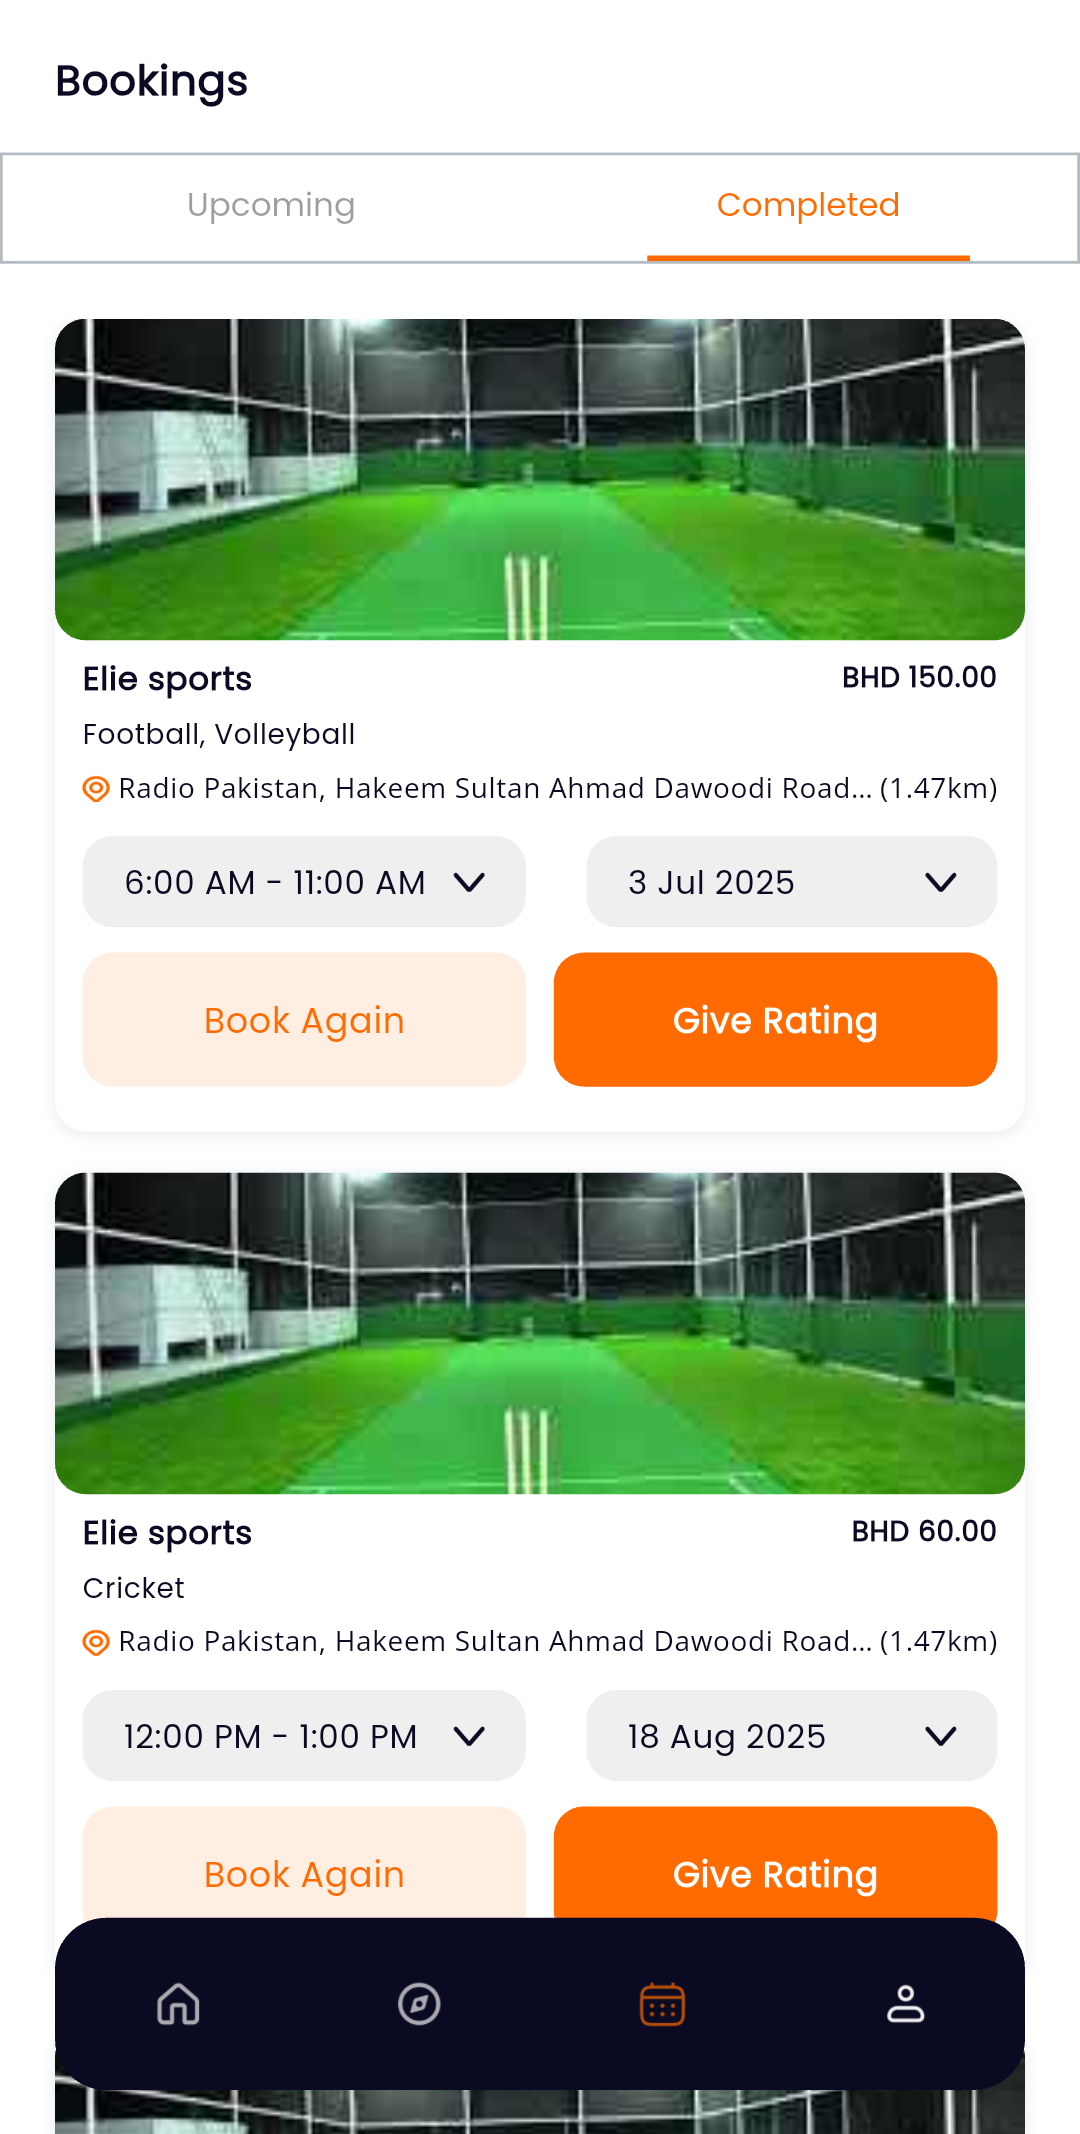 Bookings
Upcoming Completed
Elie sports BHD 150.00
Football, Volleyball
Radio Pakistan, Hakeem Sultan Ahmad Dawoodi Road... (1.47km)
6:00 AM - 11:00 AM 3 Jul 2025
Book Again Give Rating
Elie sports BHD 60.00
Cricket
Radio Pakistan, Hakeem Sultan Ahmad Dawoodi Road... (1.47km)
12:00 PM - 1:00 PM 18 Aug 2025
Book Again Give Rating